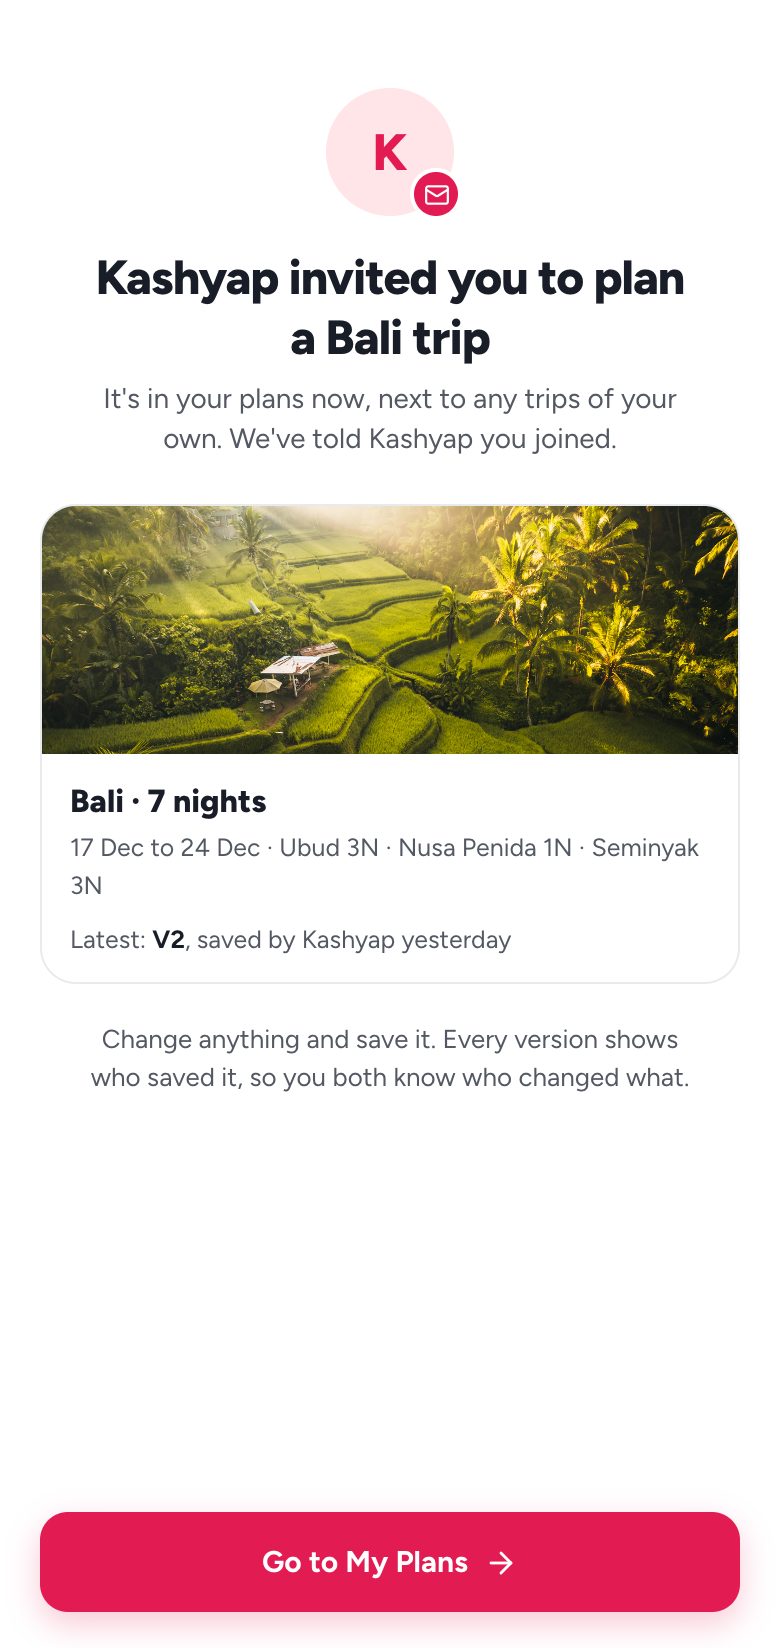 K
Kashyap invited you to plan
a Bali trip
It's in your plans now, next to any trips of your
own. We've told Kashyap you joined.
Bali · 7 nights
17 Dec to 24 Dec · Ubud 3N · Nusa Penida 1N · Seminyak
3N
Latest: V2, saved by Kashyap yesterday
Change anything and save it. Every version shows
who saved it, so you both know who changed what.
Go to My Plans →